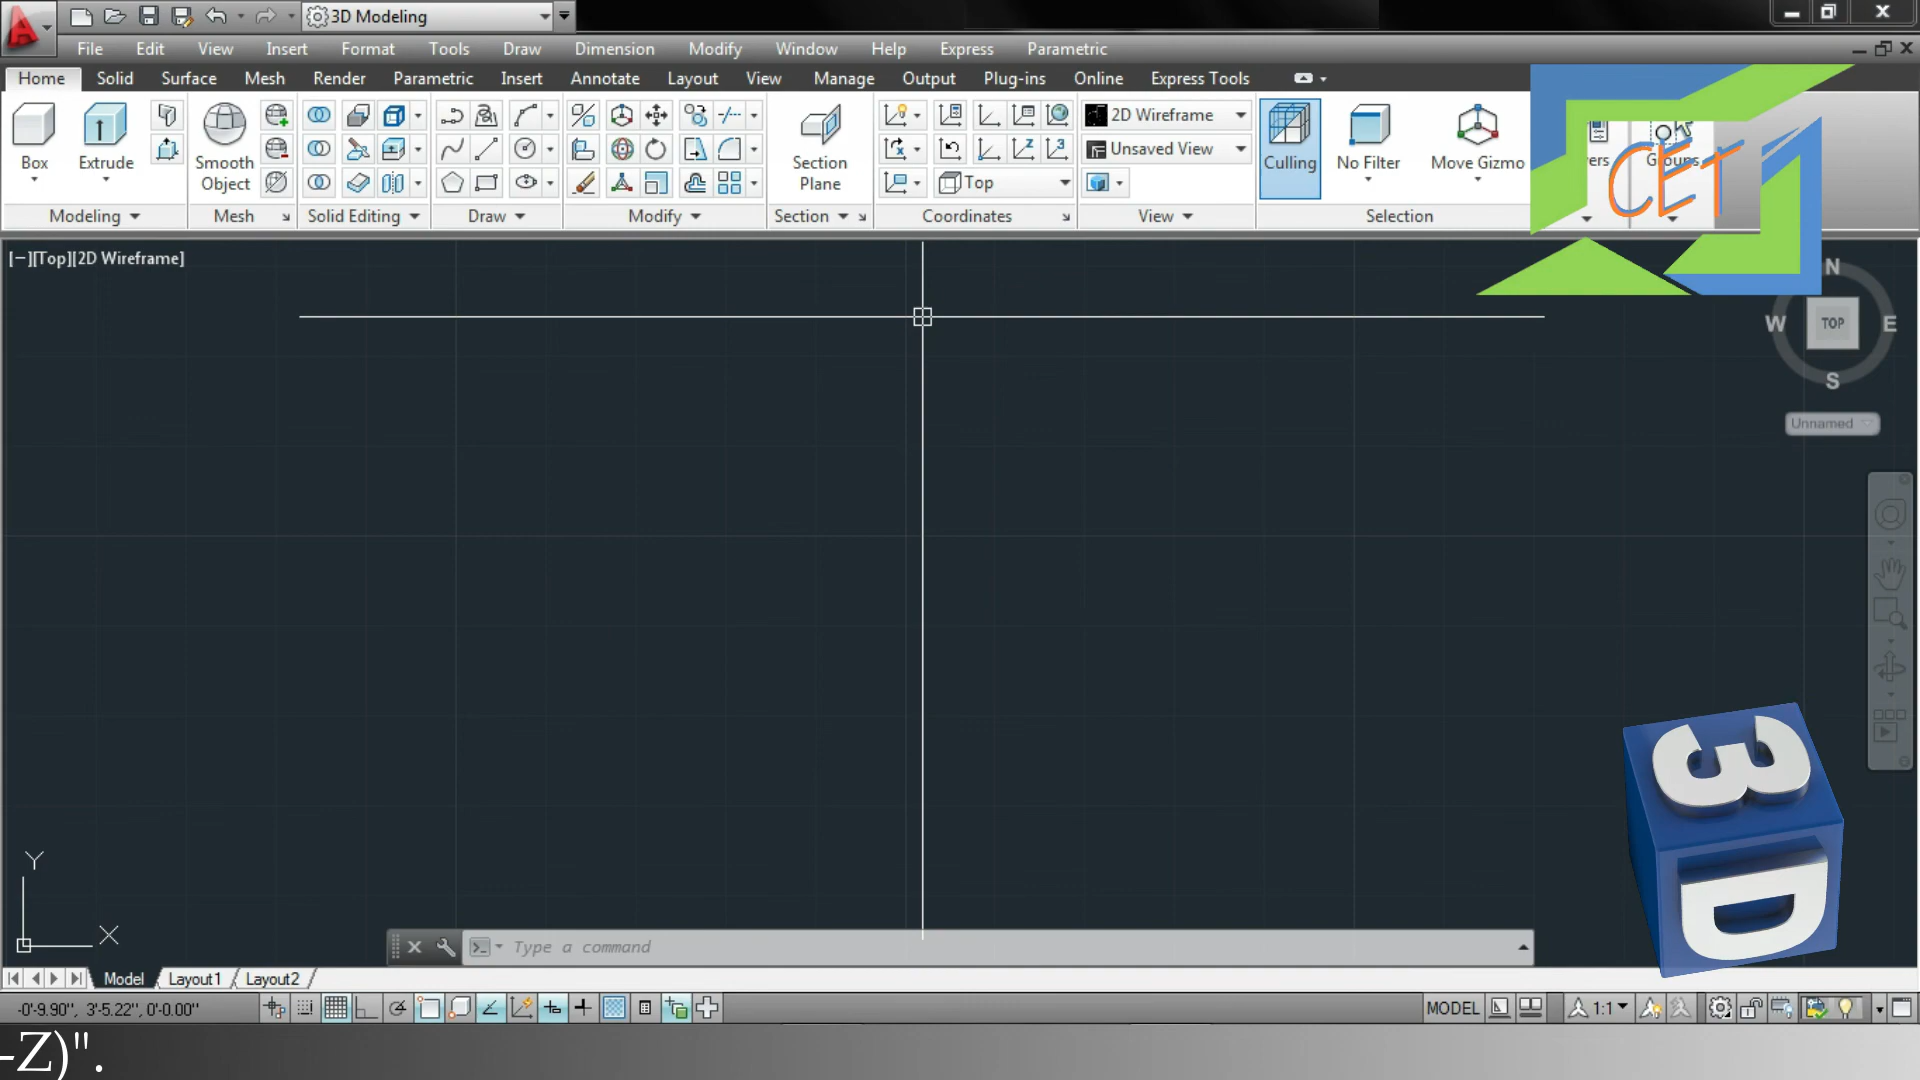 3D Modeling
File Edit View Insert Format Tools Draw Dimension Modify Window Help Express Parametric
Home Solid Surface Mesh Render Parametric Insert Annotate Layout View Manage Output Plug-ins Online Express Tools
2D Wireframe
Box Extrude Smooth Object Section Plane Unsaved View Culling No Filter Move Gizmo Groups
Top
CET
Modeling Mesh Solid Editing Draw Modify Section Coordinates View Selection
[−][Top][2D Wireframe]
N
W TOP E
S
Unnamed
3
D
Y
X
Type a command
Model Layout1 Layout2
-0'-9.90", 3'-5.22", 0'-0.00"
MODEL 1:1
-Z)".